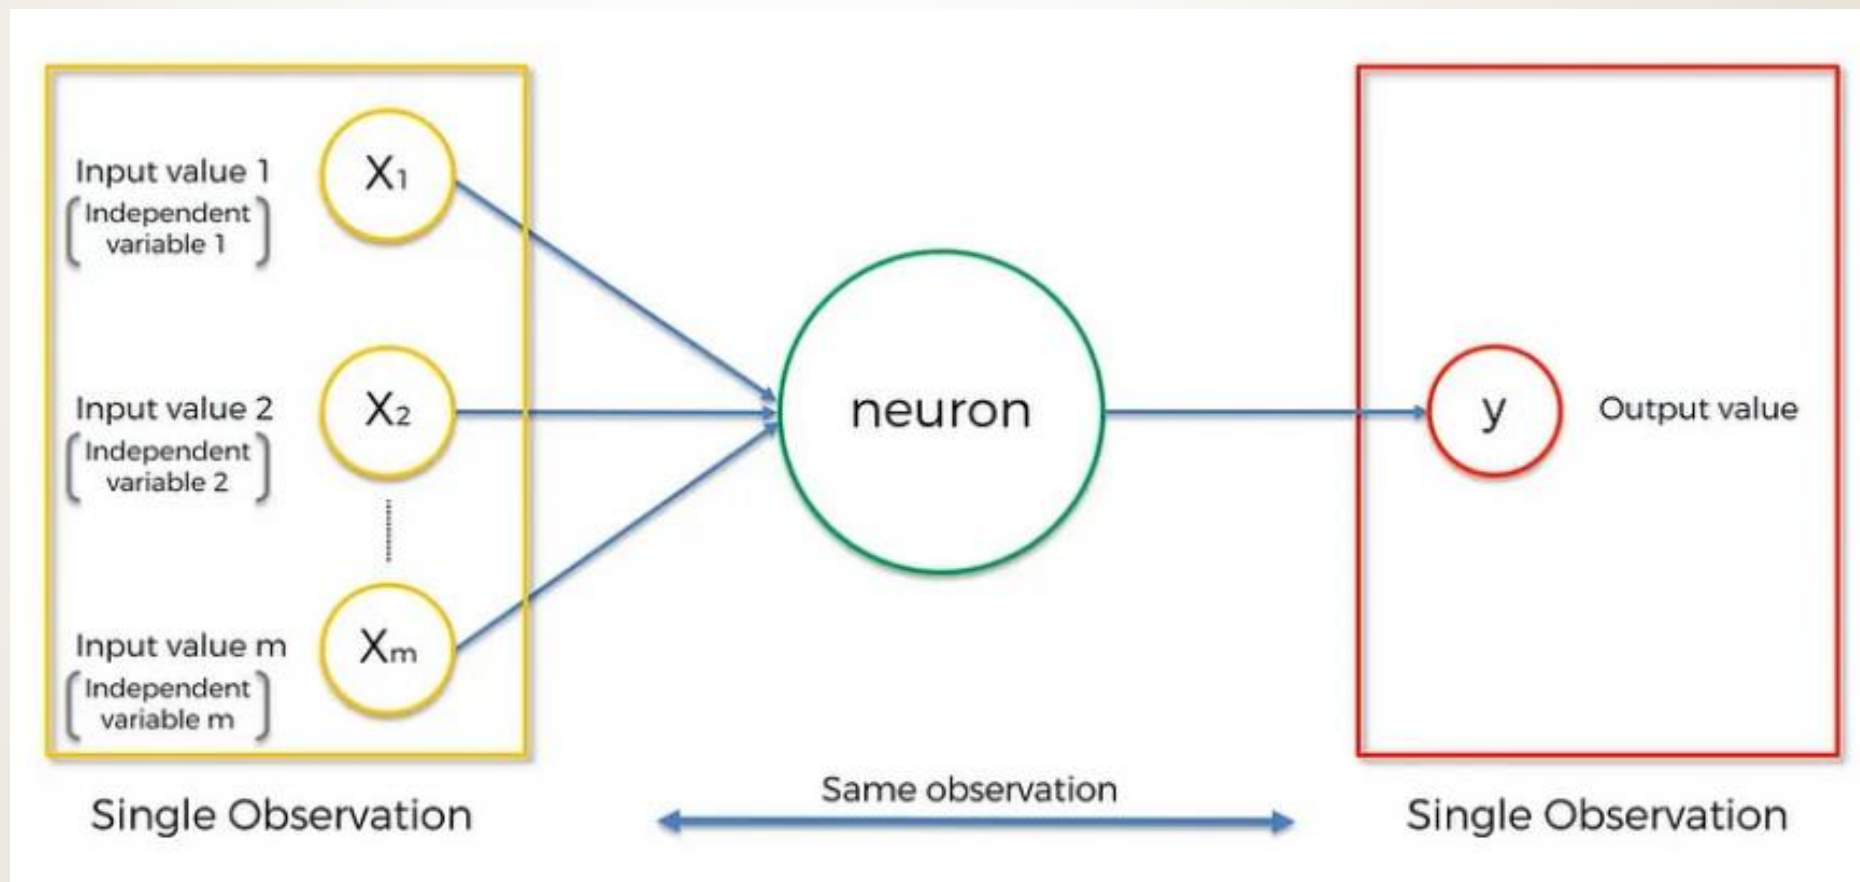 Input value 1
Independent
variable 1
X1
Input value 2
Independent
variable 2
X2
Input value m
Independent
variable m
Xm
neuron
y
Output value
Single Observation
Same observation
Single Observation